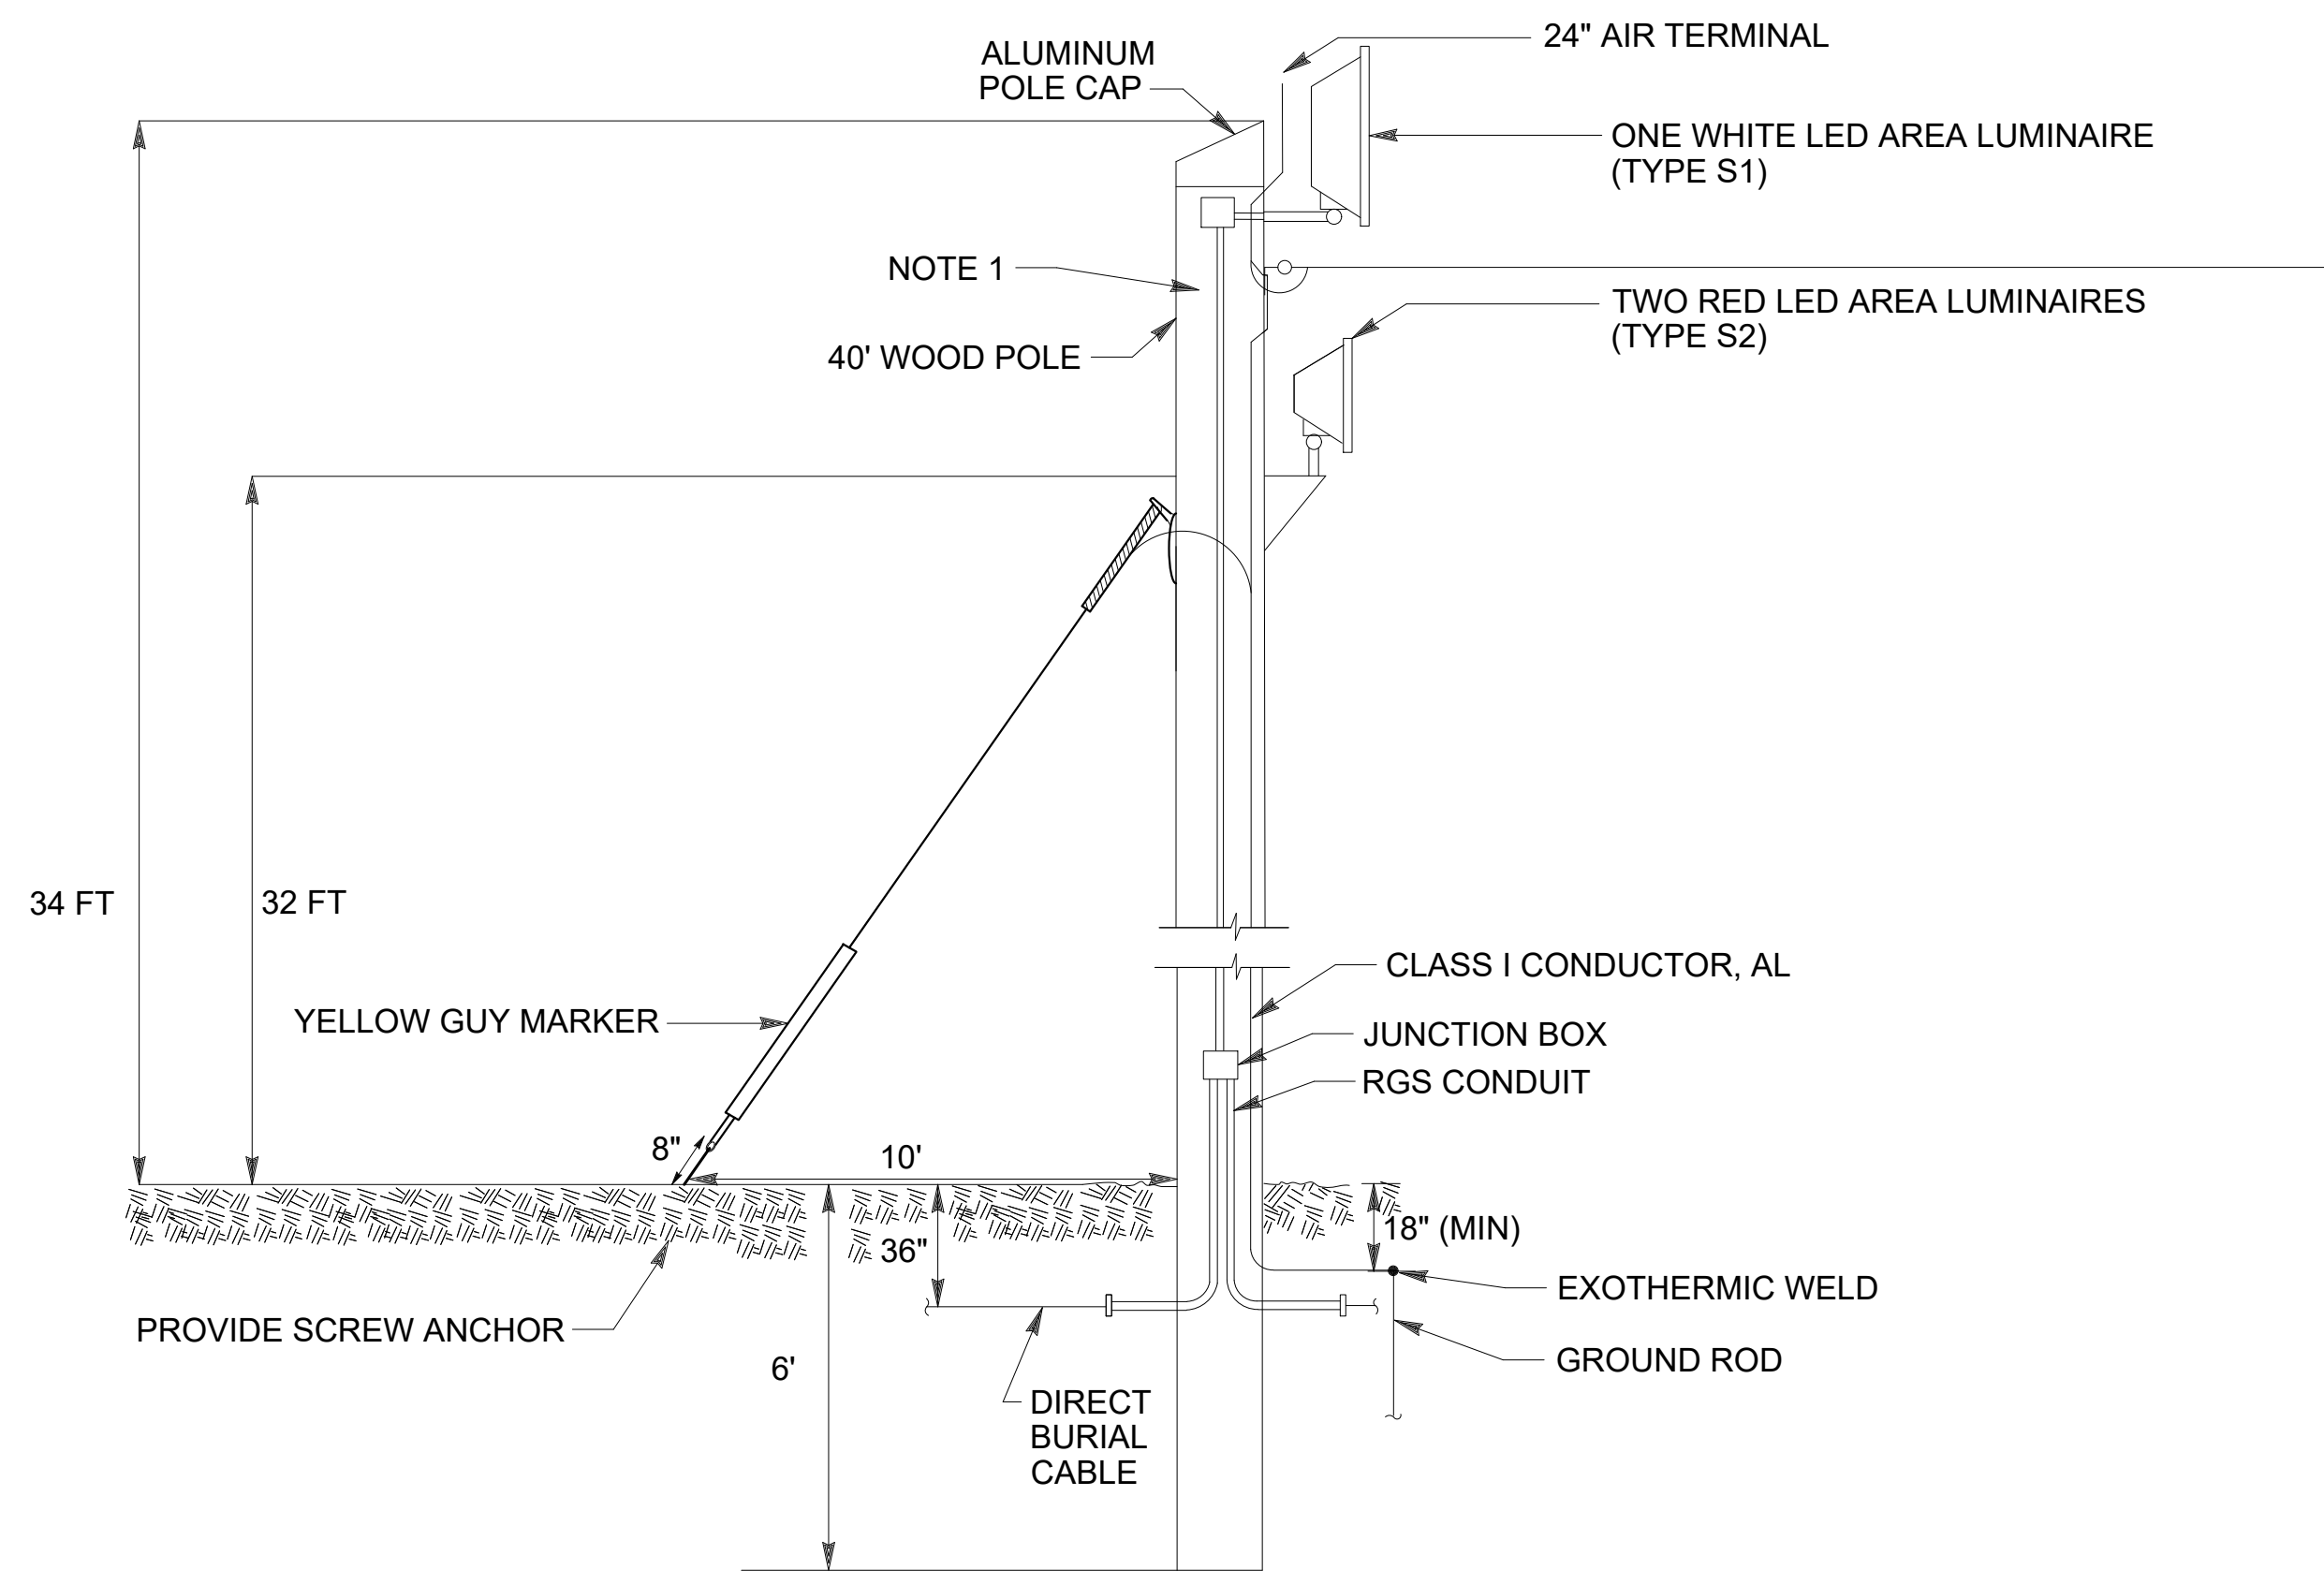 24" AIR TERMINAL
ALUMINUM
POLE CAP
ONE WHITE LED AREA LUMINAIRE
(TYPE S1)
NOTE 1
TWO RED LED AREA LUMINAIRES
(TYPE S2)
40' WOOD POLE
34 FT
32 FT
CLASS I CONDUCTOR, AL
YELLOW GUY MARKER
JUNCTION BOX
RGS CONDUIT
8"
10'
36"
18" (MIN)
EXOTHERMIC WELD
PROVIDE SCREW ANCHOR
6'
GROUND ROD
DIRECT
BURIAL
CABLE